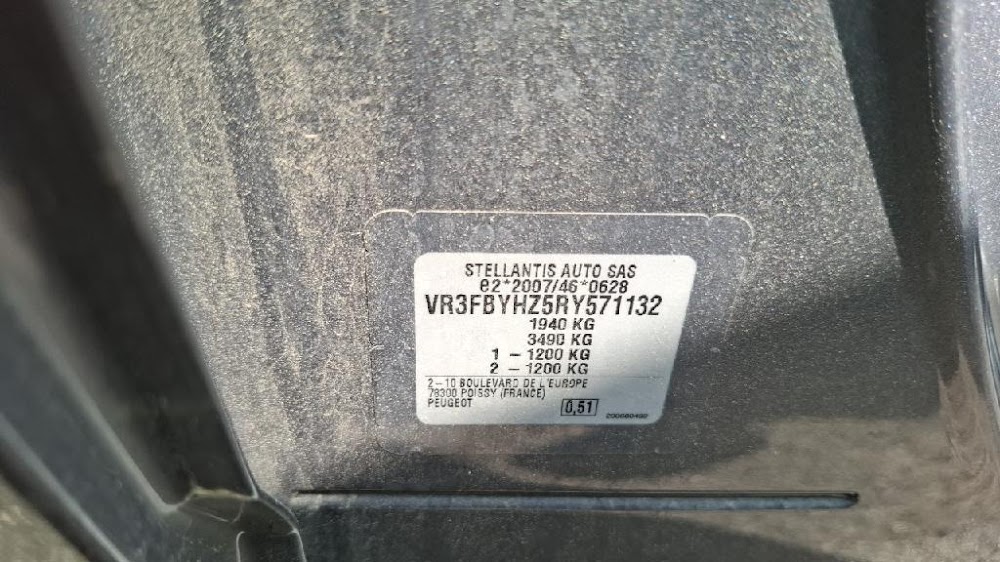 STELLANTIS AUTO SAS
e2*2007/46*0628
VR3FBYHZ5RY571132
1940 KG
3490 KG
1 - 1200 KG
2 - 1200 KG
2-10 BOULEVARD DE L'EUROPE
78300 POISSY (FRANCE)
PEUGEOT
0,51